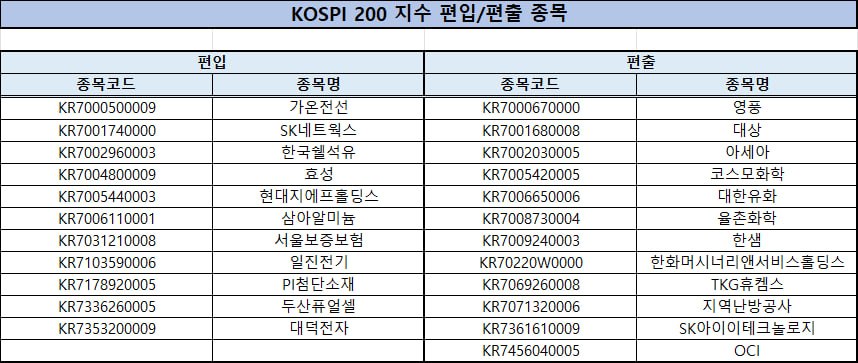 KOSPI 200 지수 편입/편출 종목
편입 편출
종목코드 종목명 종목코드 종목명
KR7000500009 가온전선 KR7000670000 영풍
KR7001740000 SK네트웍스 KR7001680008 대상
KR7002960003 한국쉘석유 KR7002030005 아세아
KR7004800009 효성 KR7005420005 코스모화학
KR7005440003 현대지에프홀딩스 KR7006650006 대한유화
KR7006110001 삼아알미늄 KR7008730004 율촌화학
KR7031210008 서울보증보험 KR7009240003 한샘
KR7103590006 일진전기 KR70220W0000 한화머시너리앤서비스홀딩스
KR7178920005 PI첨단소재 KR7069260008 TKG휴켐스
KR7336260005 두산퓨얼셀 KR7071320006 지역난방공사
KR7353200009 대덕전자 KR7361610009 SK아이이테크놀로지
KR7456040005 OCI